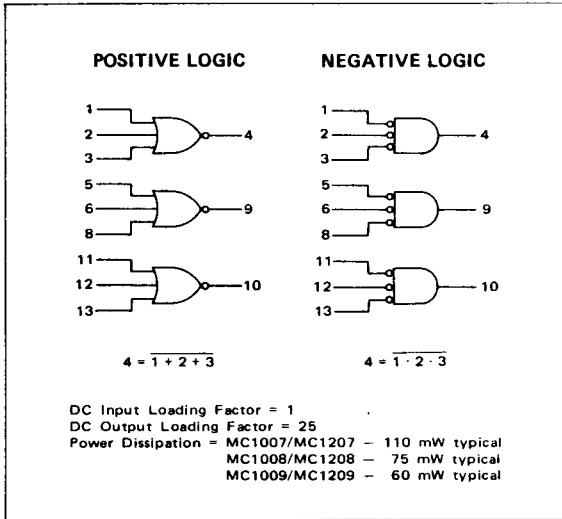 POSITIVE LOGIC
1
2
3
4
5
6
8
9
11
12
13
10
4 = \overline{1 + 2 + 3}
NEGATIVE LOGIC
1
2
3
4
5
6
8
9
11
12
13
10
4 = \overline{1 · 2 · 3}
DC Input Loading Factor = 1
DC Output Loading Factor = 25
Power Dissipation = MC1007/MC1207 – 110 mW typical
MC1008/MC1208 – 75 mW typical
MC1009/MC1209 – 60 mW typical